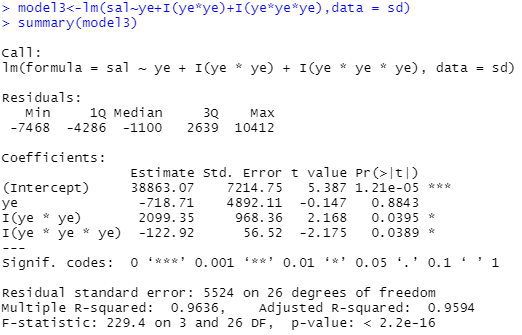 > model3<-lm(sal~ye+I(ye*ye)+I(ye*ye*ye),data = sd)
> summary(model3)
Call:
lm(formula = sal ~ ye + I(ye * ye) + I(ye * ye * ye), data = sd)
Residuals:
Min 1Q Median 3Q Max
-7468 -4286 -1100 2639 10412
Coefficients:
Estimate Std. Error t value Pr(>|t|)
(Intercept) 38863.07 7214.75 5.387 1.21e-05 ***
ye -718.71 4892.11 -0.147 0.8843
I(ye * ye) 2099.35 968.36 2.168 0.0395 *
I(ye * ye * ye) -122.92 56.52 -2.175 0.0389 *
---
Signif. codes: 0 ‘***’ 0.001 ‘**’ 0.01 ‘*’ 0.05 ‘.’ 0.1 ‘ ’ 1
Residual standard error: 5524 on 26 degrees of freedom
Multiple R-squared: 0.9636, Adjusted R-squared: 0.9594
F-statistic: 229.4 on 3 and 26 DF, p-value: < 2.2e-16